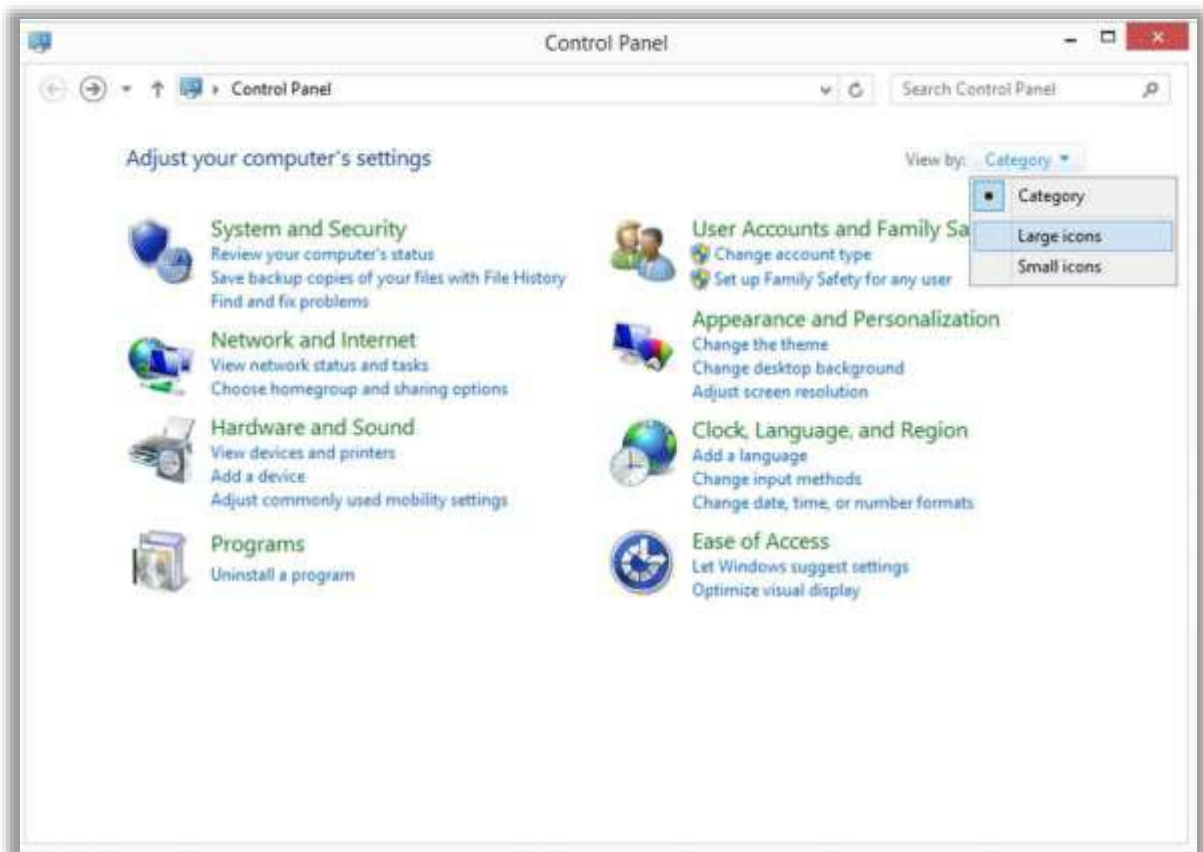 Control Panel
Control Panel
Search Control Panel
Adjust your computer's settings
View by: Category
Category
Large icons
Small icons
System and Security
Review your computer's status
Save backup copies of your files with File History
Find and fix problems
Network and Internet
View network status and tasks
Choose homegroup and sharing options
Hardware and Sound
View devices and printers
Add a device
Adjust commonly used mobility settings
Programs
Uninstall a program
User Accounts and Family Sa
Change account type
Set up Family Safety for any user
Appearance and Personalization
Change the theme
Change desktop background
Adjust screen resolution
Clock, Language, and Region
Add a language
Change input methods
Change date, time, or number formats
Ease of Access
Let Windows suggest settings
Optimize visual display